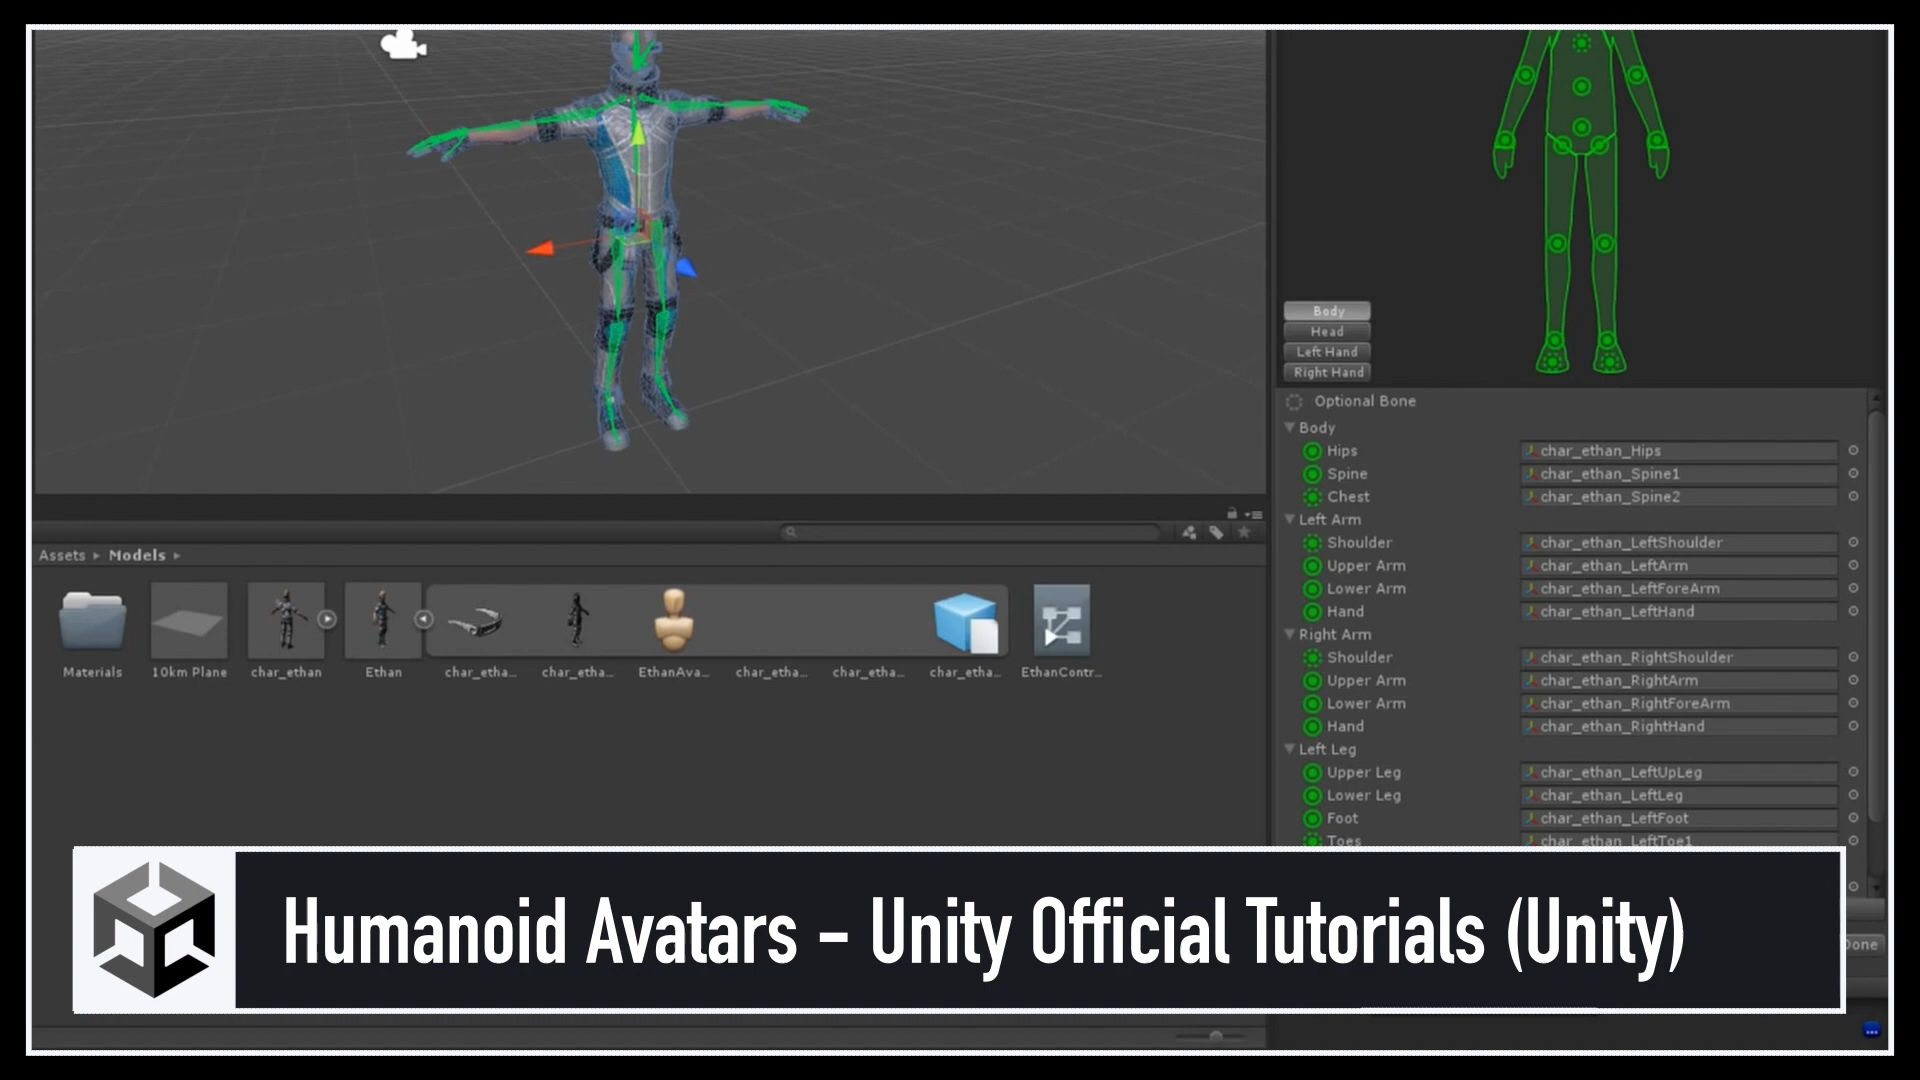 Assets ▸ Models ▸
Materials
10km Plane
char_ethan
Ethan
char_etha...
char_etha...
EthanAva...
char_etha...
char_etha...
char_etha...
EthanContr...
Body
Head
Left Hand
Right Hand
Optional Bone
Body
Hips char_ethan_Hips
Spine char_ethan_Spine1
Chest char_ethan_Spine2
Left Arm
Shoulder char_ethan_LeftShoulder
Upper Arm char_ethan_LeftArm
Lower Arm char_ethan_LeftForeArm
Hand char_ethan_LeftHand
Right Arm
Shoulder char_ethan_RightShoulder
Upper Arm char_ethan_RightArm
Lower Arm char_ethan_RightForeArm
Hand char_ethan_RightHand
Left Leg
Upper Leg char_ethan_LeftUpLeg
Lower Leg char_ethan_LeftLeg
Foot char_ethan_LeftFoot
Toes char_ethan_LeftToe1
Done
Humanoid Avatars – Unity Official Tutorials (Unity)